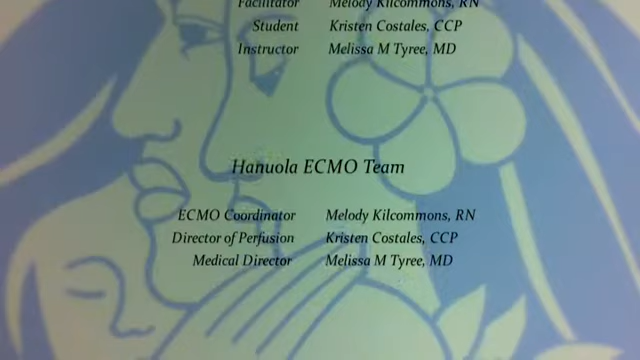 Facilitator Melody Kilcommons, RN
Student Kristen Costales, CCP
Instructor Melissa M Tyree, MD
Hanuola ECMO Team
ECMO Coordinator Melody Kilcommons, RN
Director of Perfusion Kristen Costales, CCP
Medical Director Melissa M Tyree, MD